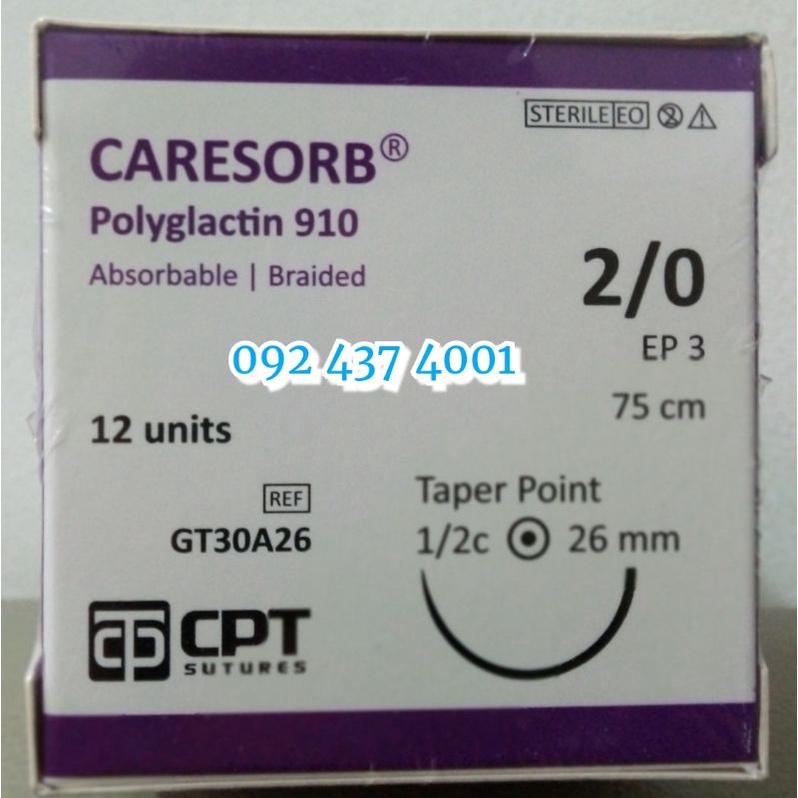 STERILE EO
CARESORB®
Polyglactin 910
Absorbable | Braided
2/0
EP 3
092 437 4001
75 cm
12 units
REF
GT30A26
Taper Point
1/2c 26 mm
CPT
SUTURES